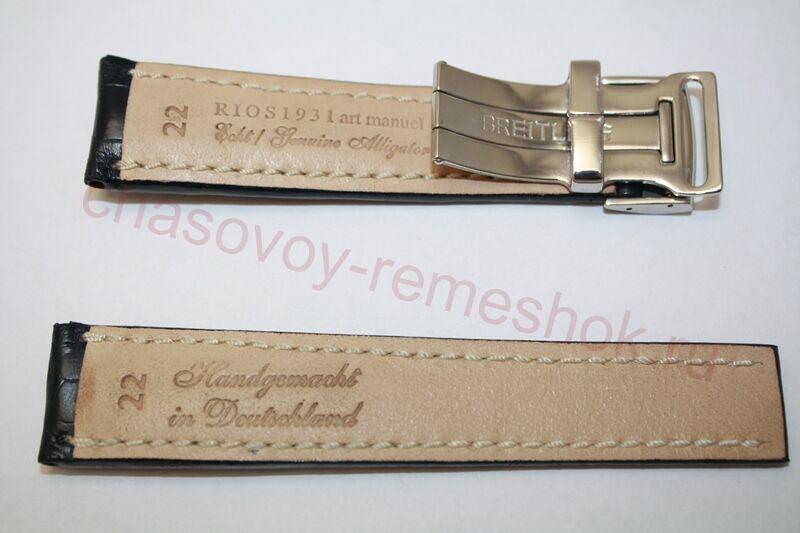 22
RIOS1931 art manuel
Echt / Genuine Alligator
BREITLING
chasovoy-remeshok.ru
22
Handgemacht
in Deutschland